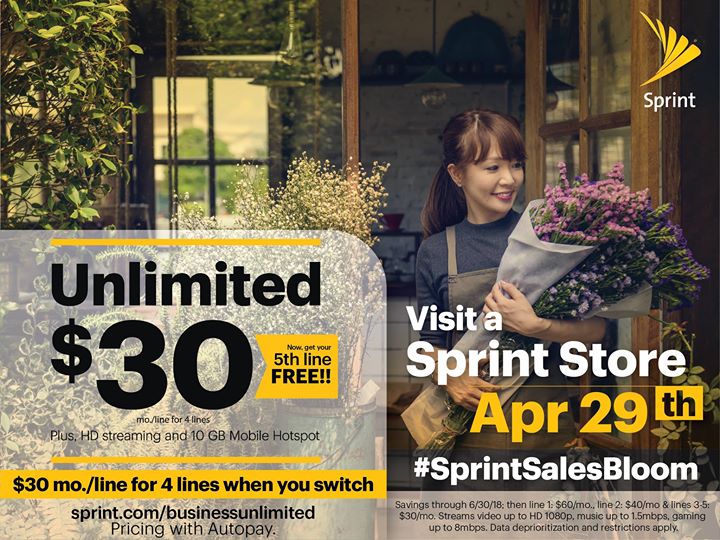 Sprint
Unlimited
$30
Now, get your
5th line
FREE!!
mo./line for 4 lines
Plus, HD streaming and 10 GB Mobile Hotspot
$30 mo./line for 4 lines when you switch
sprint.com/businessunlimited
Pricing with Autopay.
Visit a
Sprint Store
Apr 29th
#SprintSalesBloom
Savings through 6/30/18; then line 1: $60/mo., line 2: $40/mo & lines 3-5:
$30/mo. Streams video up to HD 1080p, music up to 1.5mbps, gaming
up to 8mbps. Data deprioritization and restrictions apply.